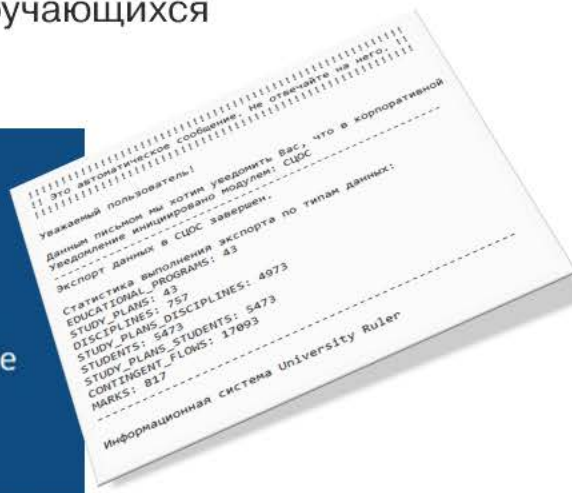 учающихся
е
!!!!!!!!!!!!!!!!!!!!!!!!!!!!!!!!!!!!!!!!!!!!!!!!!!!!!!!!
!! Это автоматическое сообщение. Не отвечайте на него. !!
!!!!!!!!!!!!!!!!!!!!!!!!!!!!!!!!!!!!!!!!!!!!!!!!!!!!!!!!
Уважаемый пользователь!
Данным письмом мы хотим уведомить Вас, что в корпоративной
Уведомление инициировано модулем: СЦОС
------------------------------------------------
Экспорт данных в СЦОС завершен.
Статистика выполнения экспорта по типам данных:
EDUCATIONAL_PROGRAMS: 43
STUDY_PLANS: 43
DISCIPLINES: 757
STUDY_PLANS_DISCIPLINES: 4973
STUDENTS: 5473
STUDY_PLANS_STUDENTS: 5473
CONTINGENT_FLOWS: 17093
MARKS: 817
------------------------------------------------
Информационная система University Ruler